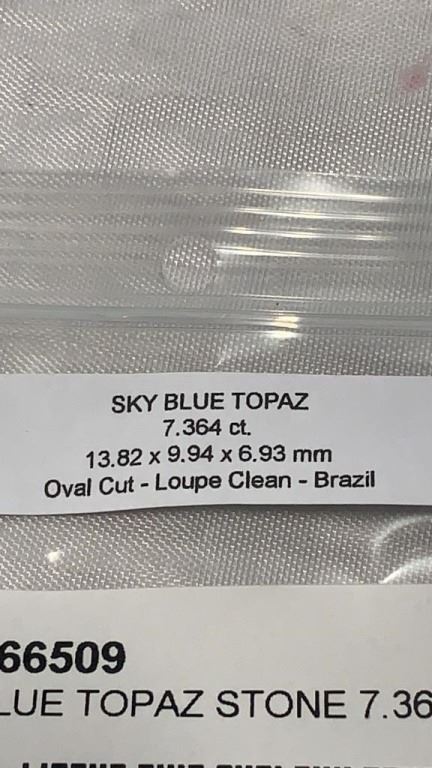 SKY BLUE TOPAZ
7.364 ct.
13.82 x 9.94 x 6.93 mm
Oval Cut - Loupe Clean - Brazil
66509
LUE TOPAZ STONE 7.36